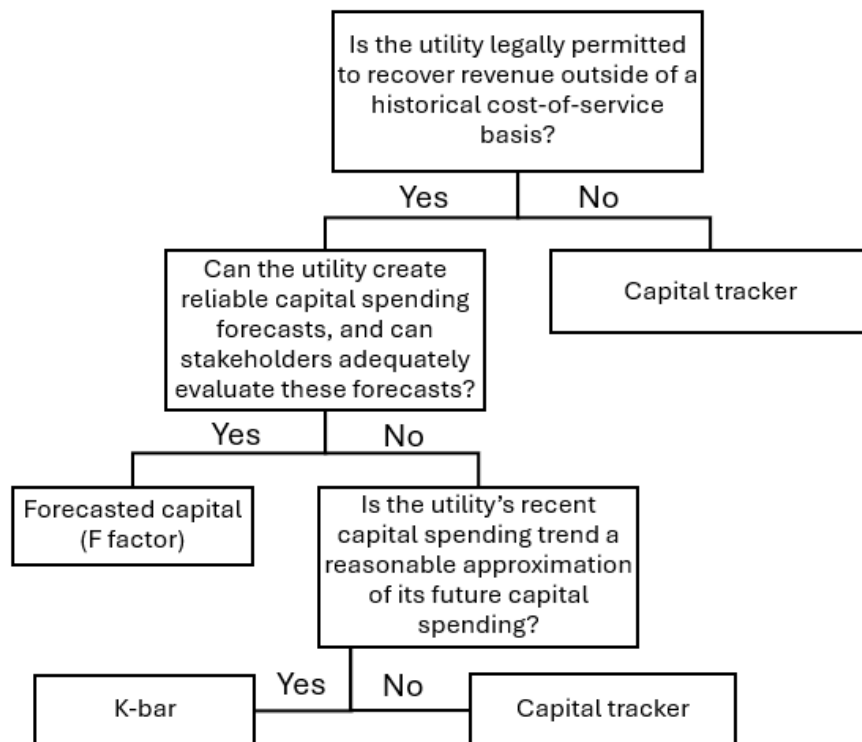 Is the utility legally permitted
to recover revenue outside of a
historical cost-of-service
basis?
Yes
No
Can the utility create
reliable capital spending
forecasts, and can
stakeholders adequately
evaluate these forecasts?
Capital tracker
Yes
No
Forecasted capital
(F factor)
Is the utility’s recent
capital spending trend a
reasonable approximation
of its future capital
spending?
Yes
No
K-bar
Capital tracker